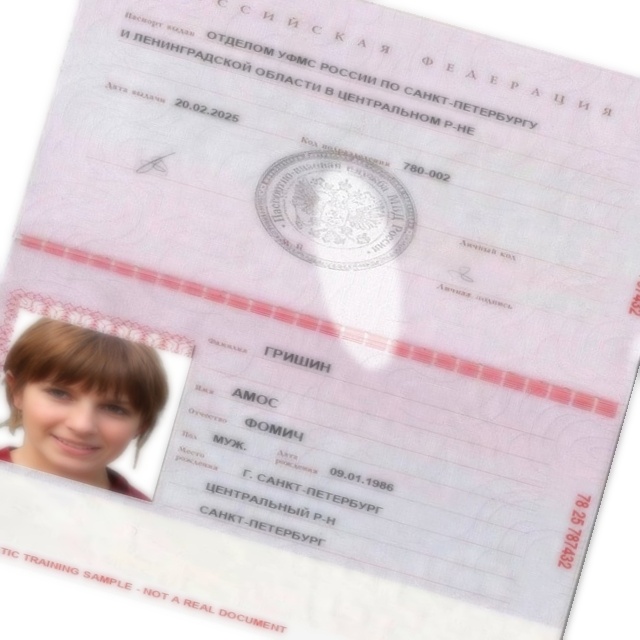 ССИЙСКАЯ ФЕДЕРАЦИЯ
Паспорт выдан ОТДЕЛОМ УФМС РОССИИ ПО САНКТ-ПЕТЕРБУРГУ
И ЛЕНИНГРАДСКОЙ ОБЛАСТИ В ЦЕНТРАЛЬНОМ Р-НЕ
Дата выдачи 20.02.2025 Код подразделения 780-002
Личный код
Личная подпись
Фамилия ГРИШИН
Имя АМОС
Отчество ФОМИЧ
Пол МУЖ. Дата рождения 09.01.1986
Место рождения Г. САНКТ-ПЕТЕРБУРГ
ЦЕНТРАЛЬНЫЙ Р-Н
САНКТ-ПЕТЕРБУРГ
78 25 787432
TIC TRAINING SAMPLE - NOT A REAL DOCUMENT